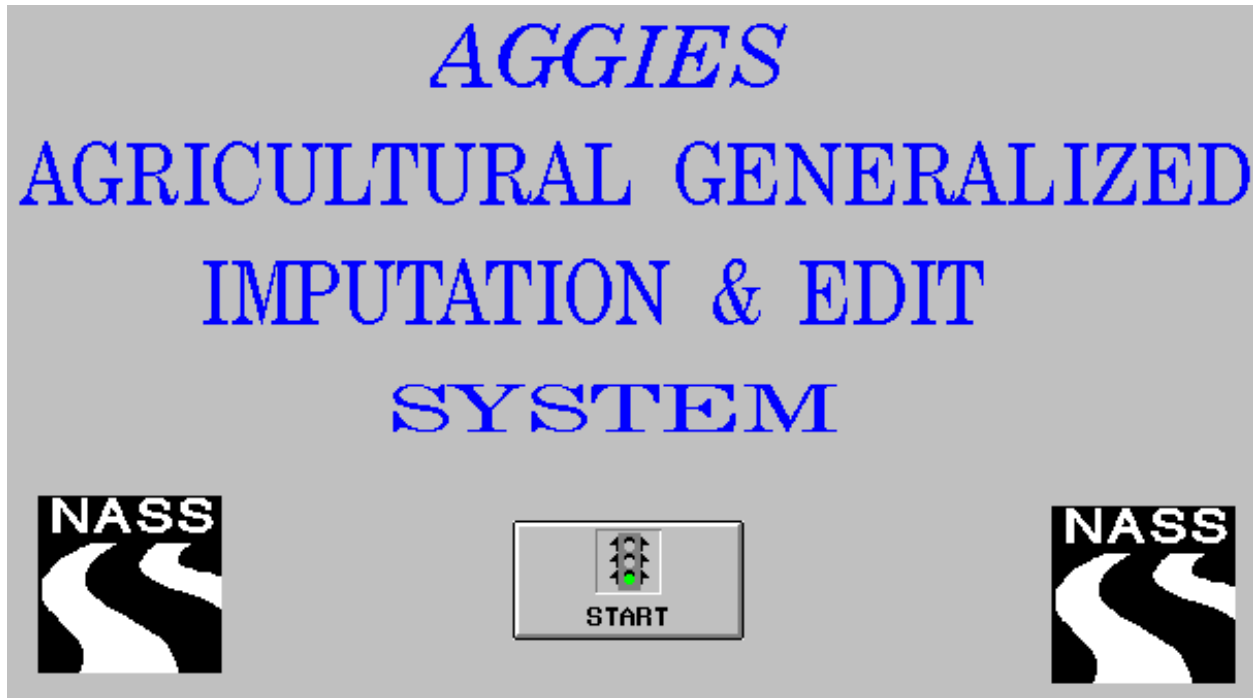 AGGIES
AGRICULTURAL GENERALIZED
IMPUTATION & EDIT
SYSTEM
NASS
START
NASS